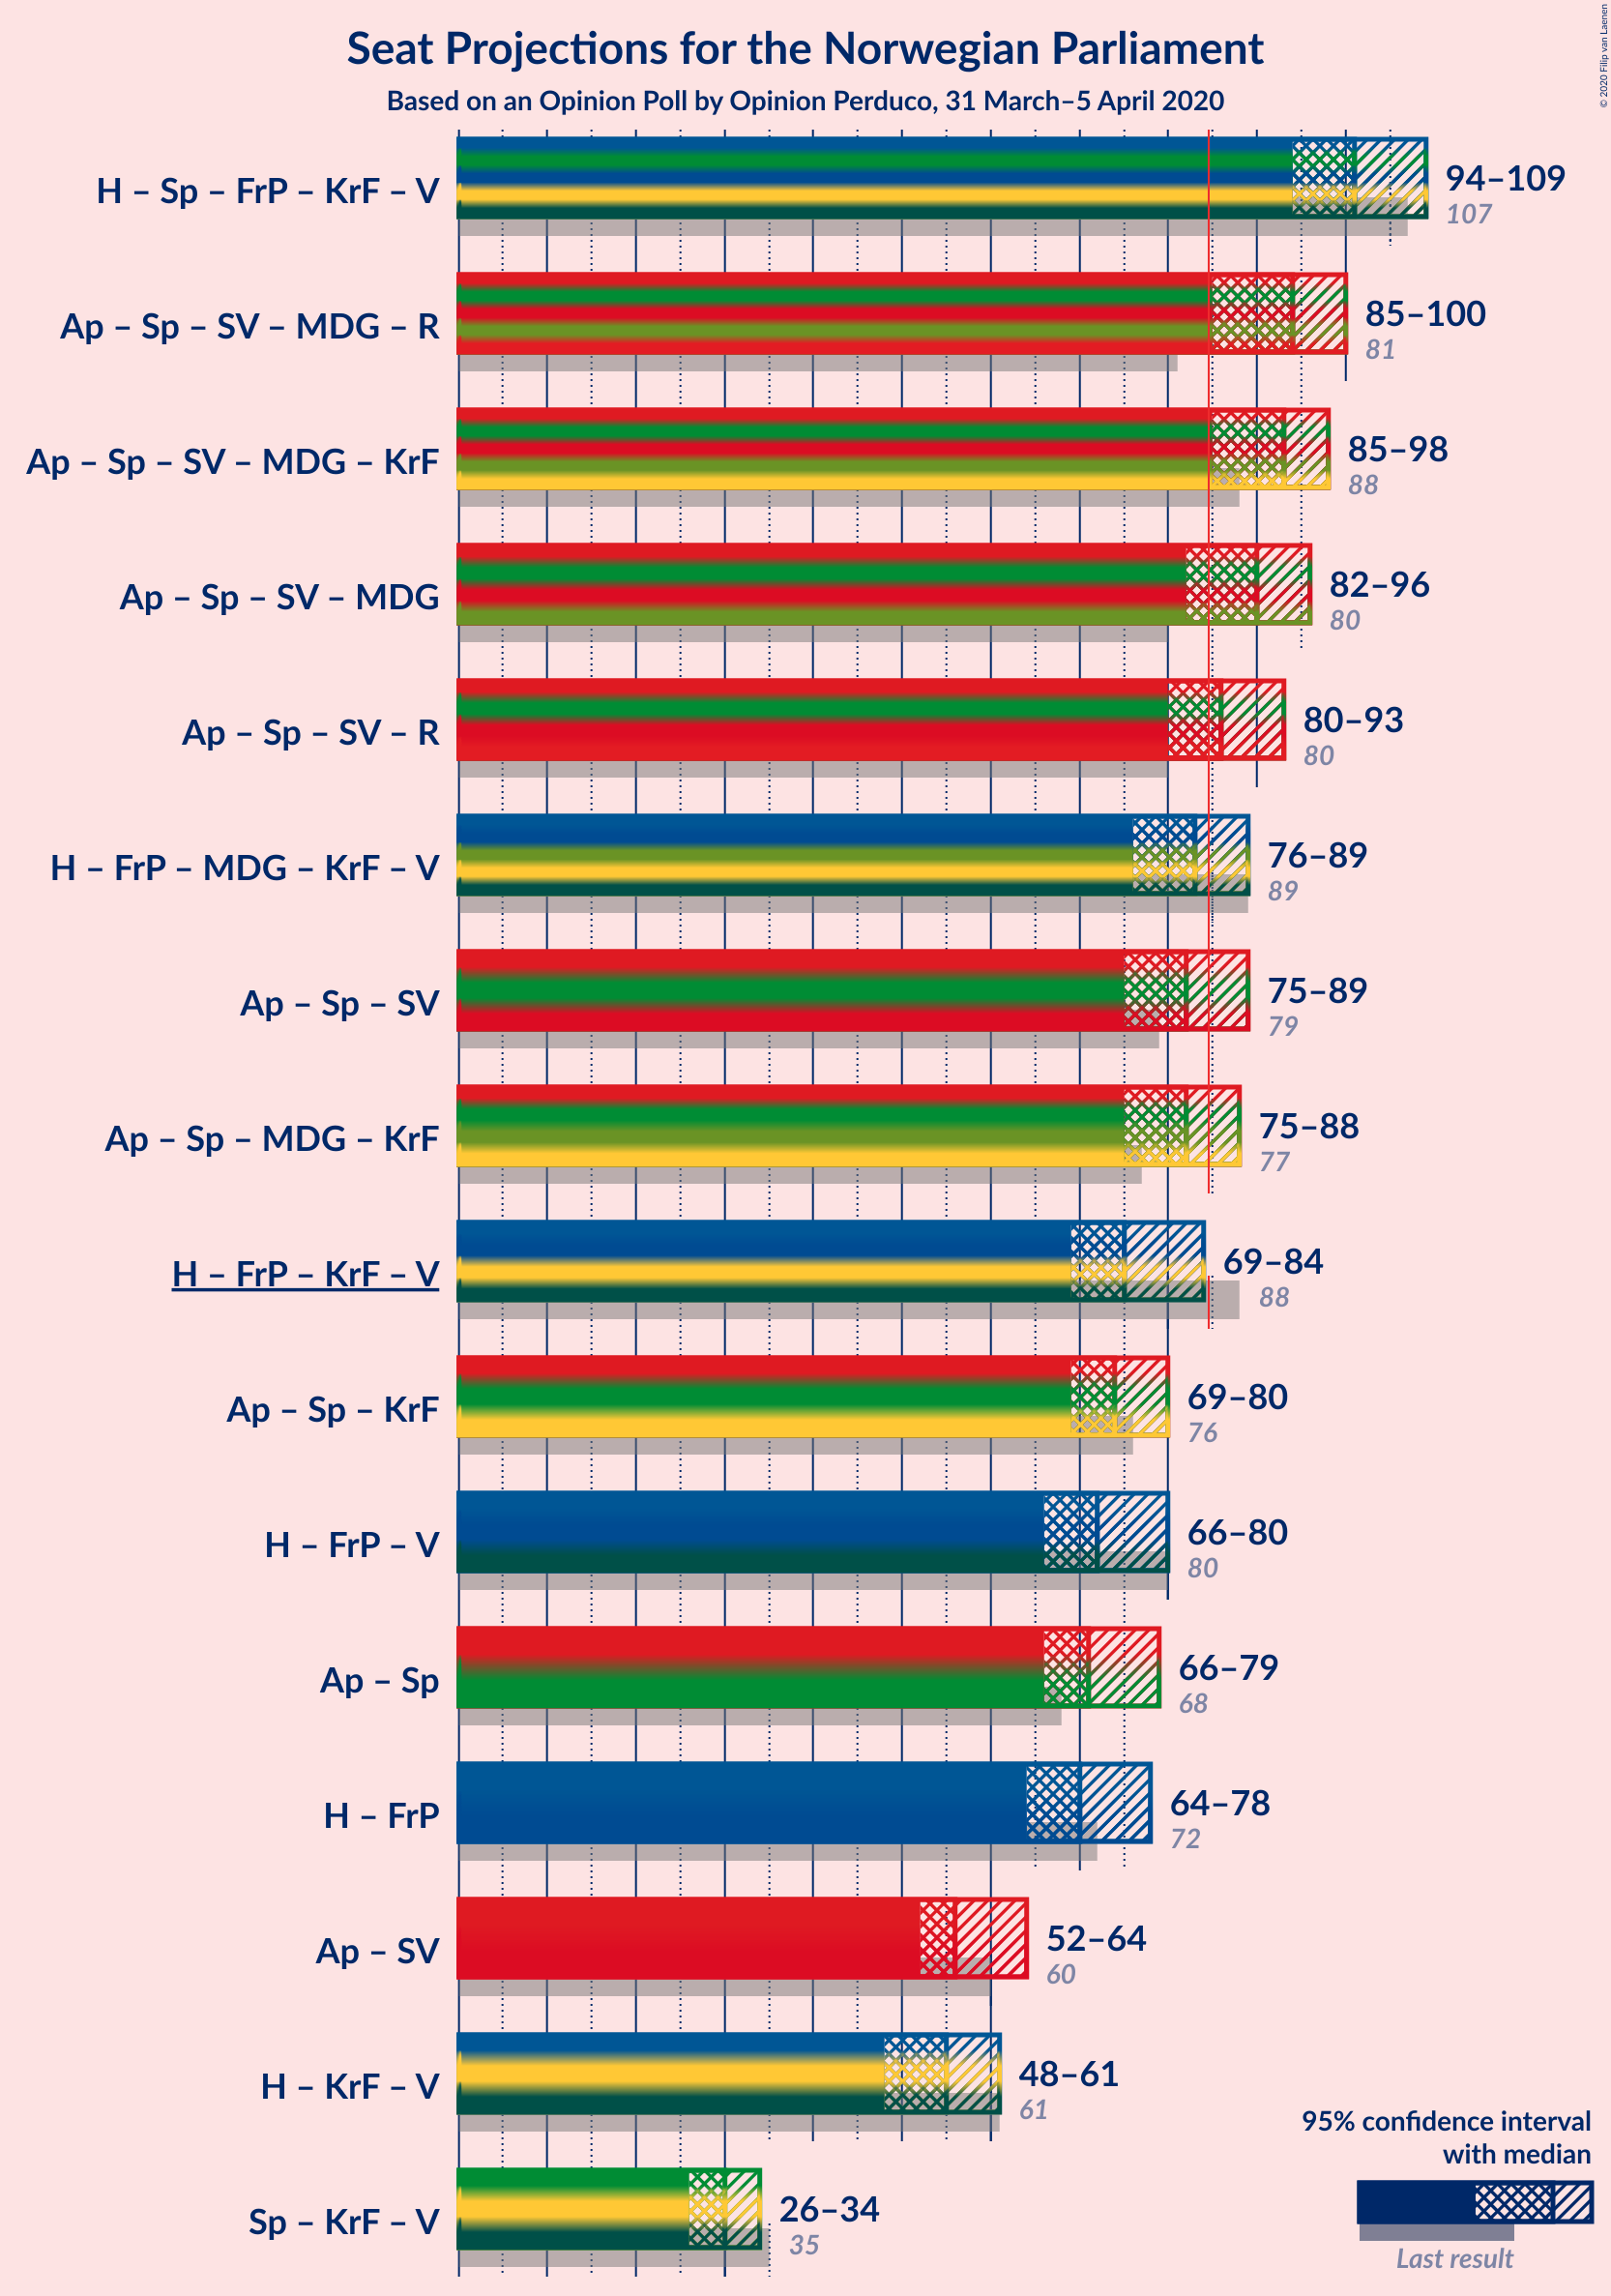 Seat Projections for the Norwegian Parliament
Based on an Opinion Poll by Opinion Perduco, 31 March–5 April 2020
© 2020 Filip van Laenen
H – Sp – FrP – KrF – V
94–109
107
Ap – Sp – SV – MDG – R
85–100
81
Ap – Sp – SV – MDG – KrF
85–98
88
Ap – Sp – SV – MDG
82–96
80
Ap – Sp – SV – R
80–93
80
H – FrP – MDG – KrF – V
76–89
89
Ap – Sp – SV
75–89
79
Ap – Sp – MDG – KrF
75–88
77
H – FrP – KrF – V
69–84
88
Ap – Sp – KrF
69–80
76
H – FrP – V
66–80
80
Ap – Sp
66–79
68
H – FrP
64–78
72
Ap – SV
52–64
60
H – KrF – V
48–61
61
Sp – KrF – V
26–34
35
95% confidence interval
with median
Last result